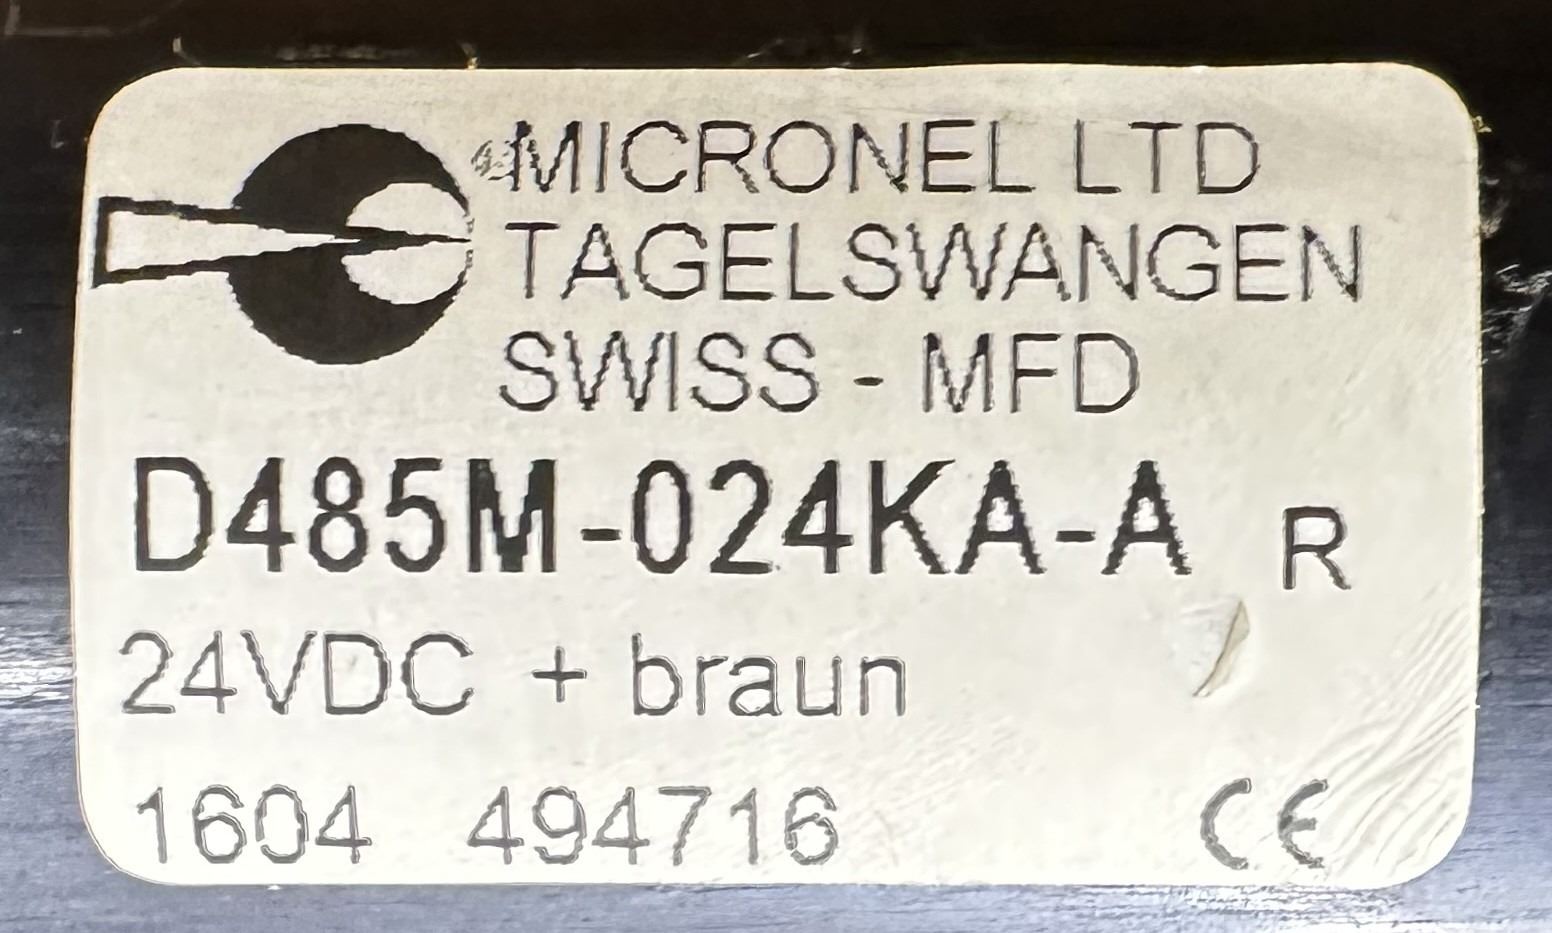 MICRONEL LTD
TAGELSWANGEN
SWISS - MFD
D485M-024KA-A R
24VDC + braun
1604 494716 CE